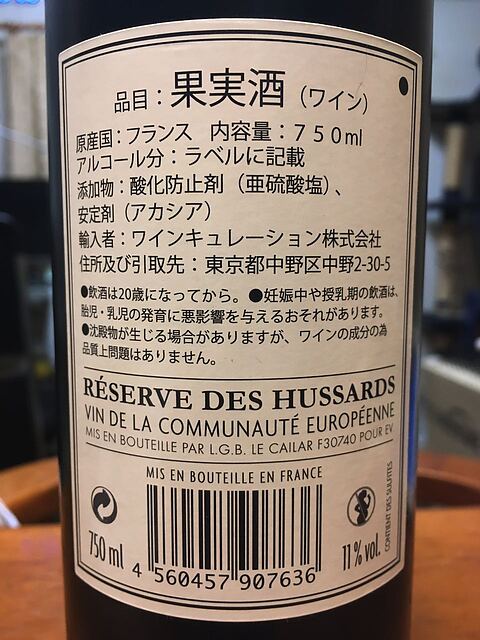 品目：果実酒（ワイン）
原産国：フランス 内容量：７５０ml
アルコール分：ラベルに記載
添加物：酸化防止剤（亜硫酸塩）、
安定剤（アカシア）
輸入者：ワインキュレーション株式会社
住所及び引取先：東京都中野区中野2-30-5
●飲酒は20歳になってから。●妊娠中や授乳期の飲酒は、
胎児・乳児の発育に悪影響を与えるおそれがあります。
●沈殿物が生じる場合がありますが、ワインの成分の為
品質上問題はありません。
RÉSERVE DES HUSSARDS
VIN DE LA COMMUNAUTÉ EUROPÉENNE
MIS EN BOUTEILLE PAR L.G.B. LE CAILAR F30740 POUR EV
MIS EN BOUTEILLE EN FRANCE
750 ml
4 560457 907636
11% vol.
CONTIENT DES SULFITES